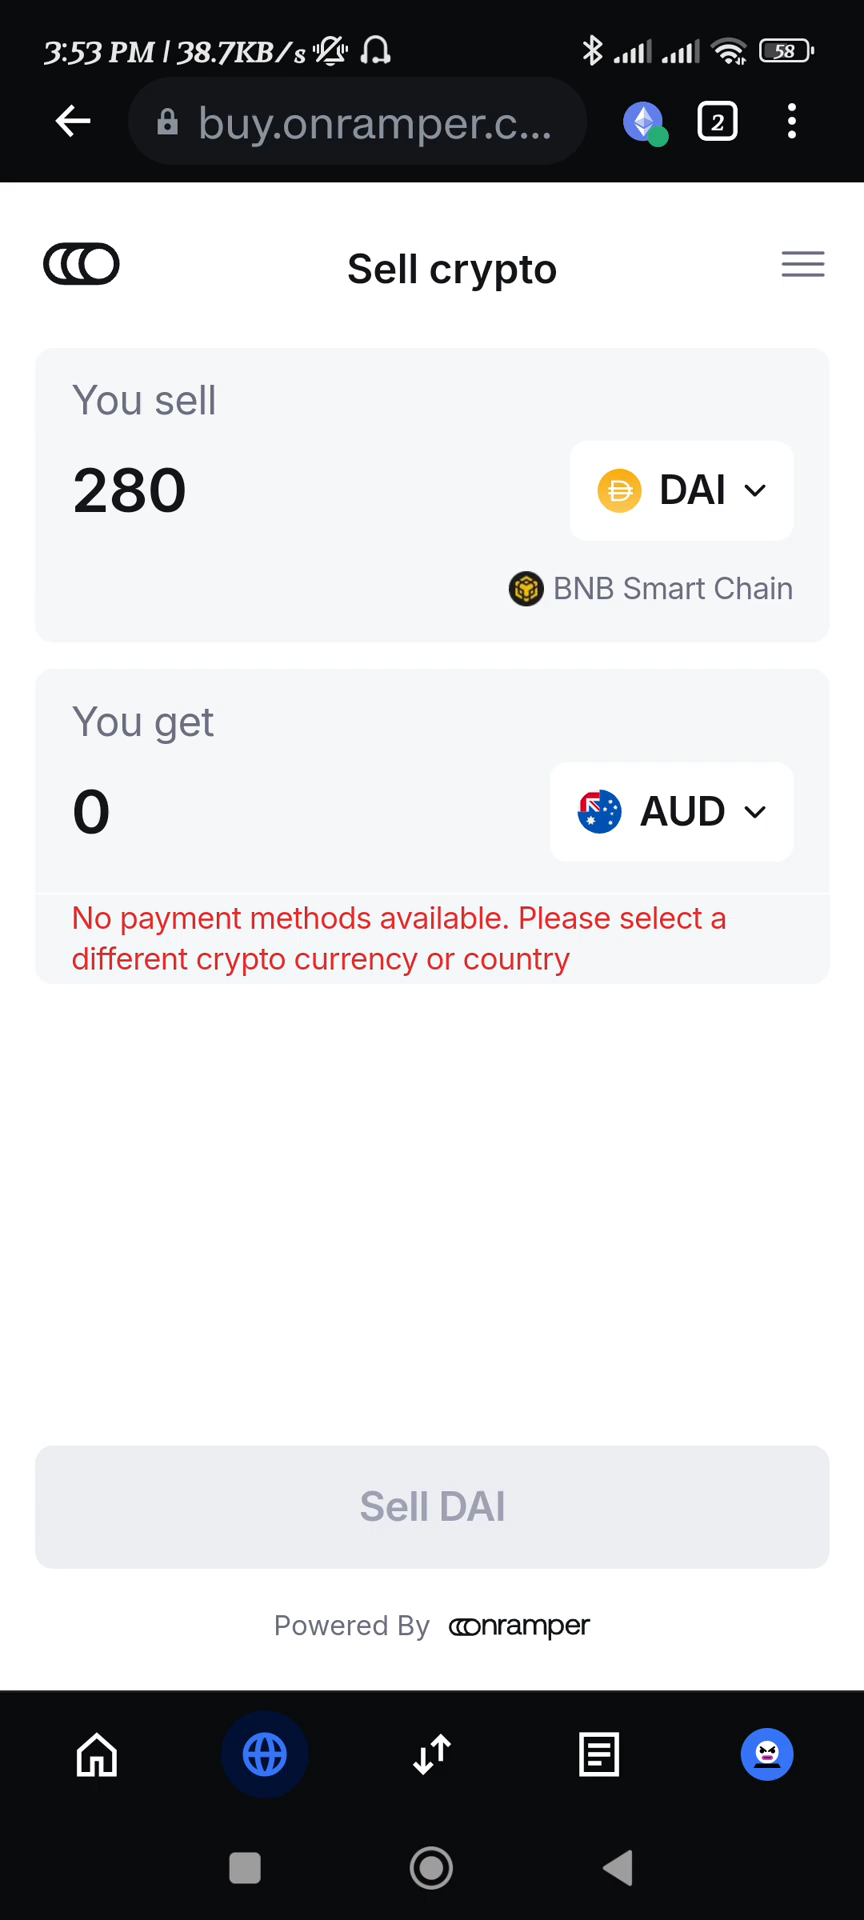 3:53 PM | 38.7KB/s
58
buy.onramper.c...
2
Sell crypto
You sell
280
DAI
BNB Smart Chain
You get
0
AUD
No payment methods available. Please select a
different crypto currency or country
Sell DAI
Powered By onramper